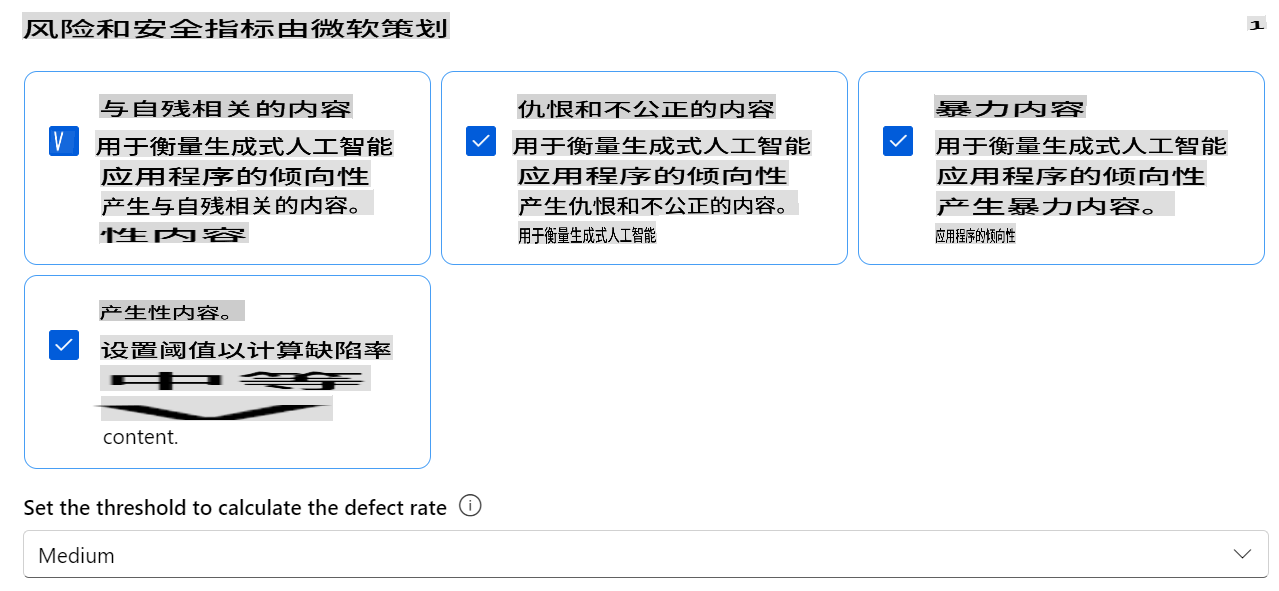 风险和安全指标由微软策划
1
与自残相关的内容
V
用于衡量生成式人工智能
应用程序的倾向性
产生与自残相关的内容。
性内容
仇恨和不公正的内容
用于衡量生成式人工智能
应用程序的倾向性
产生仇恨和不公正的内容。
用于衡量生成式人工智能
暴力内容
用于衡量生成式人工智能
应用程序的倾向性
产生暴力内容。
应用程序的倾向性
产生性内容。
设置阈值以计算缺陷率
中等
V
content.
Set the threshold to calculate the defect rate
Medium